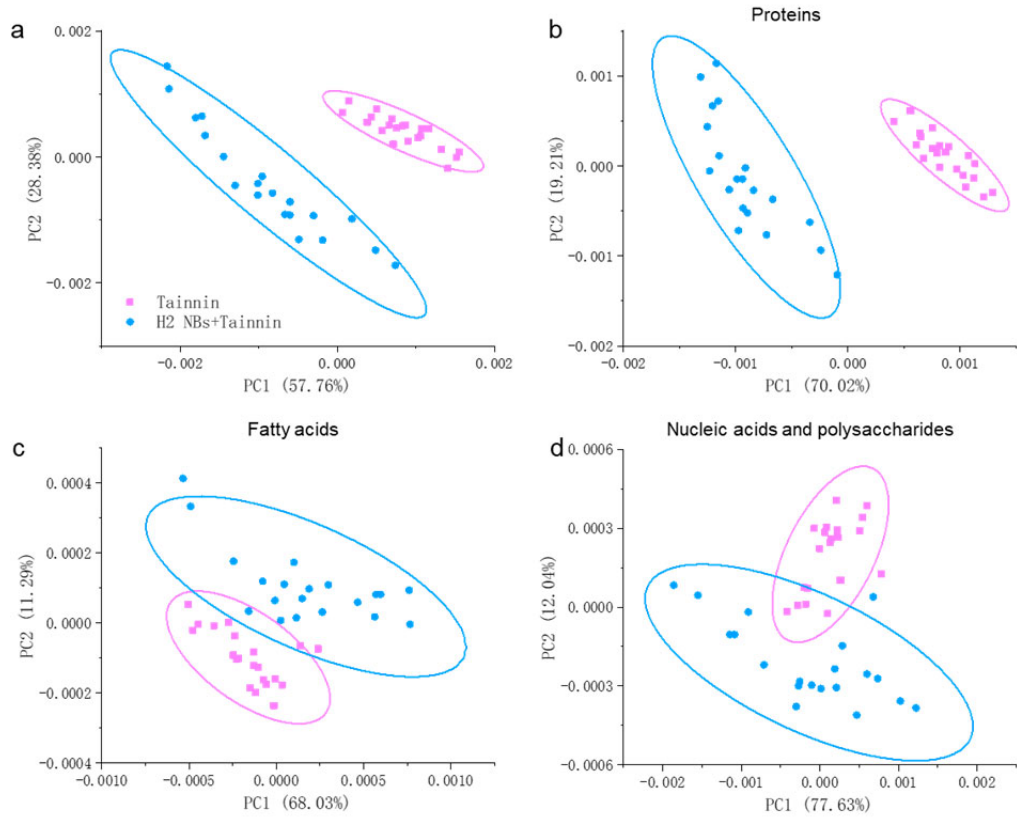 a
0.002
0.000
-0.002
PC2 (28.38%)
Tainnin
H2 NBs+Tainnin
-0.002
0.000
0.002
PC1 (57.76%)
b
Proteins
0.001
0.000
-0.001
-0.002
PC2 (19.21%)
-0.002
-0.001
0.000
0.001
PC1 (70.02%)
c
Fatty acids
0.0004
0.0002
0.0000
-0.0002
-0.0004
PC2 (11.29%)
-0.0010
-0.0005
0.0000
0.0005
0.0010
PC1 (68.03%)
d
Nucleic acids and polysaccharides
0.0006
0.0003
0.0000
-0.0003
-0.0006
PC2 (12.04%)
-0.002
-0.001
0.000
0.001
0.002
PC1 (77.63%)